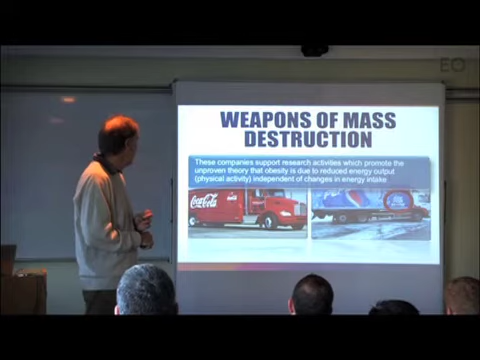 EO
WEAPONS OF MASS
DESTRUCTION
These companies support research activities which promote the
unproven theory that obesity is due to reduced energy output
(physical activity) independent of changes in energy intake
Coca-Cola